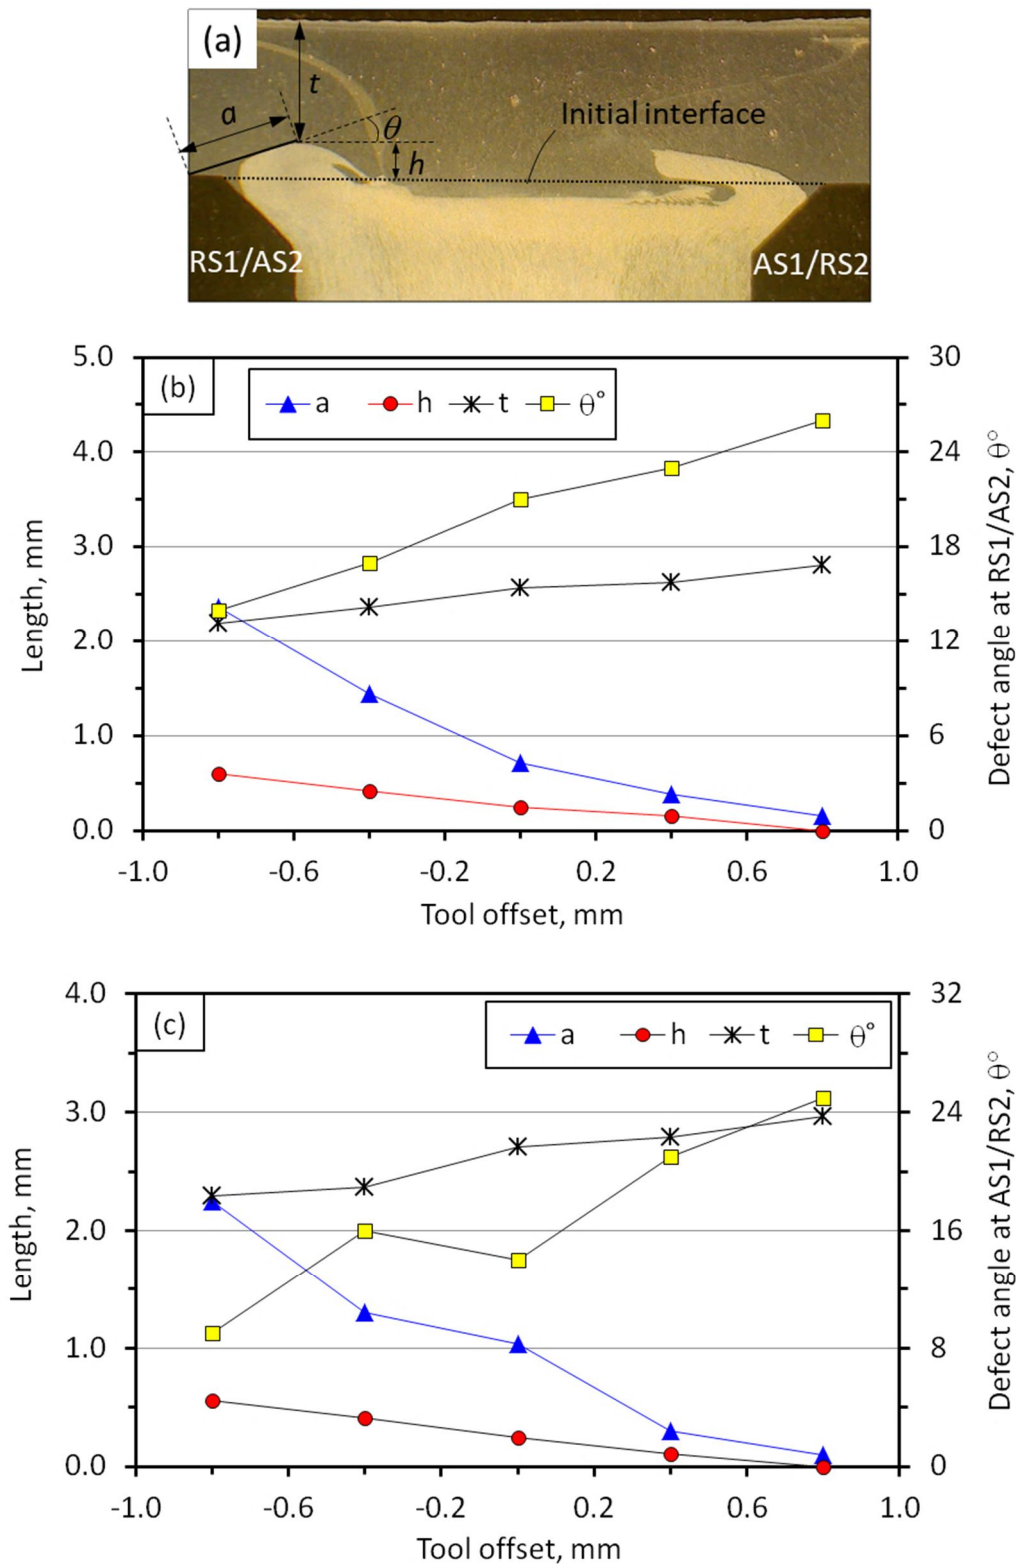 (a)
t
a
θ
h
Initial interface
RS1/AS2
AS1/RS2
(b)
a h t θ°
5.0
4.0
3.0
2.0
1.0
0.0
30
24
18
12
6
0
-1.0 -0.6 -0.2 0.2 0.6 1.0
Length, mm
Defect angle at RS1/AS2, θ°
Tool offset, mm
(c)
a h t θ°
4.0
3.0
2.0
1.0
0.0
32
24
16
8
0
-1.0 -0.6 -0.2 0.2 0.6 1.0
Length, mm
Defect angle at AS1/RS2, θ°
Tool offset, mm